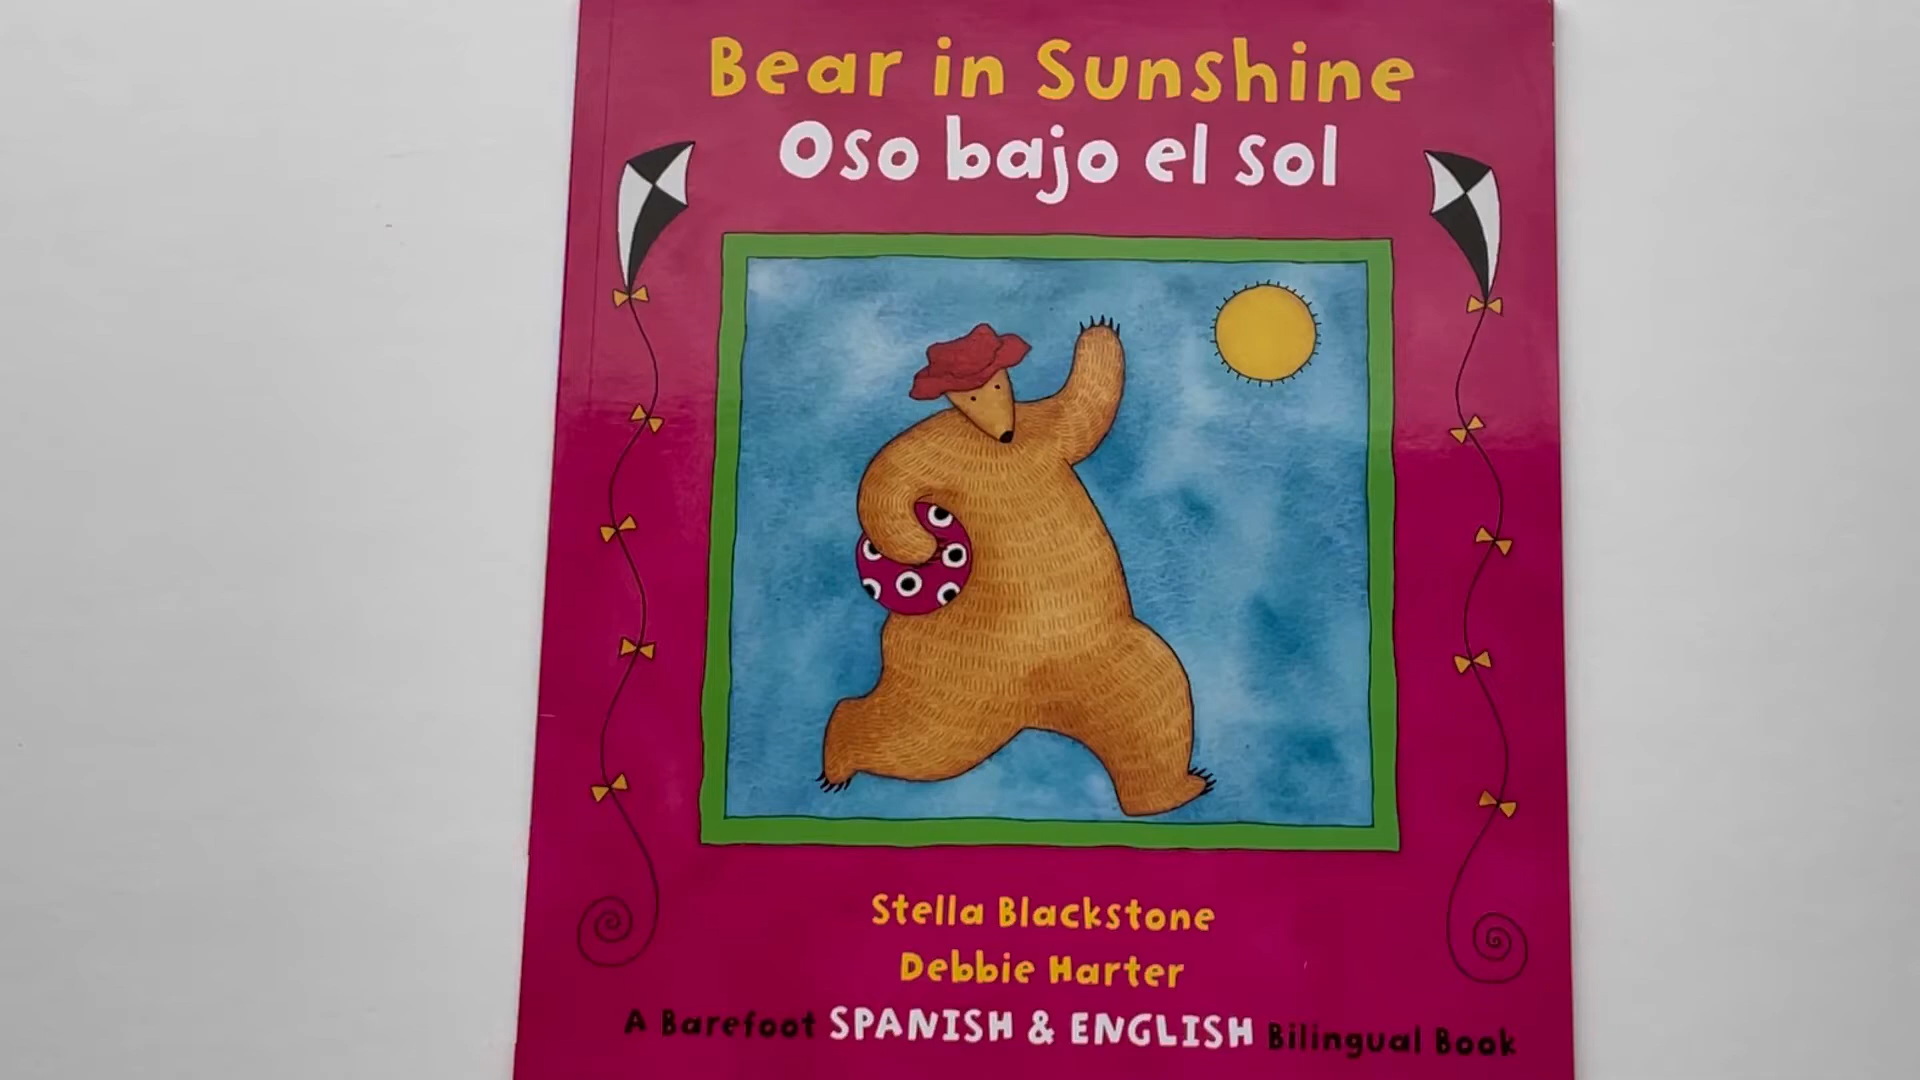 Bear in Sunshine
Oso bajo el sol
Stella Blackstone
Debbie Harter
A Barefoot SPANISH & ENGLISH Bilingual Book